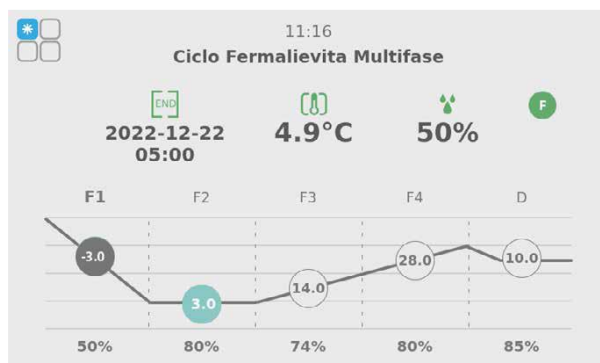 11:16
Ciclo Fermalievita Multifase
END
F
2022-12-22
05:00
4.9°C
50%
F1 F2 F3 F4 D
-3.0
3.0
14.0
28.0
10.0
50% 80% 74% 80% 85%